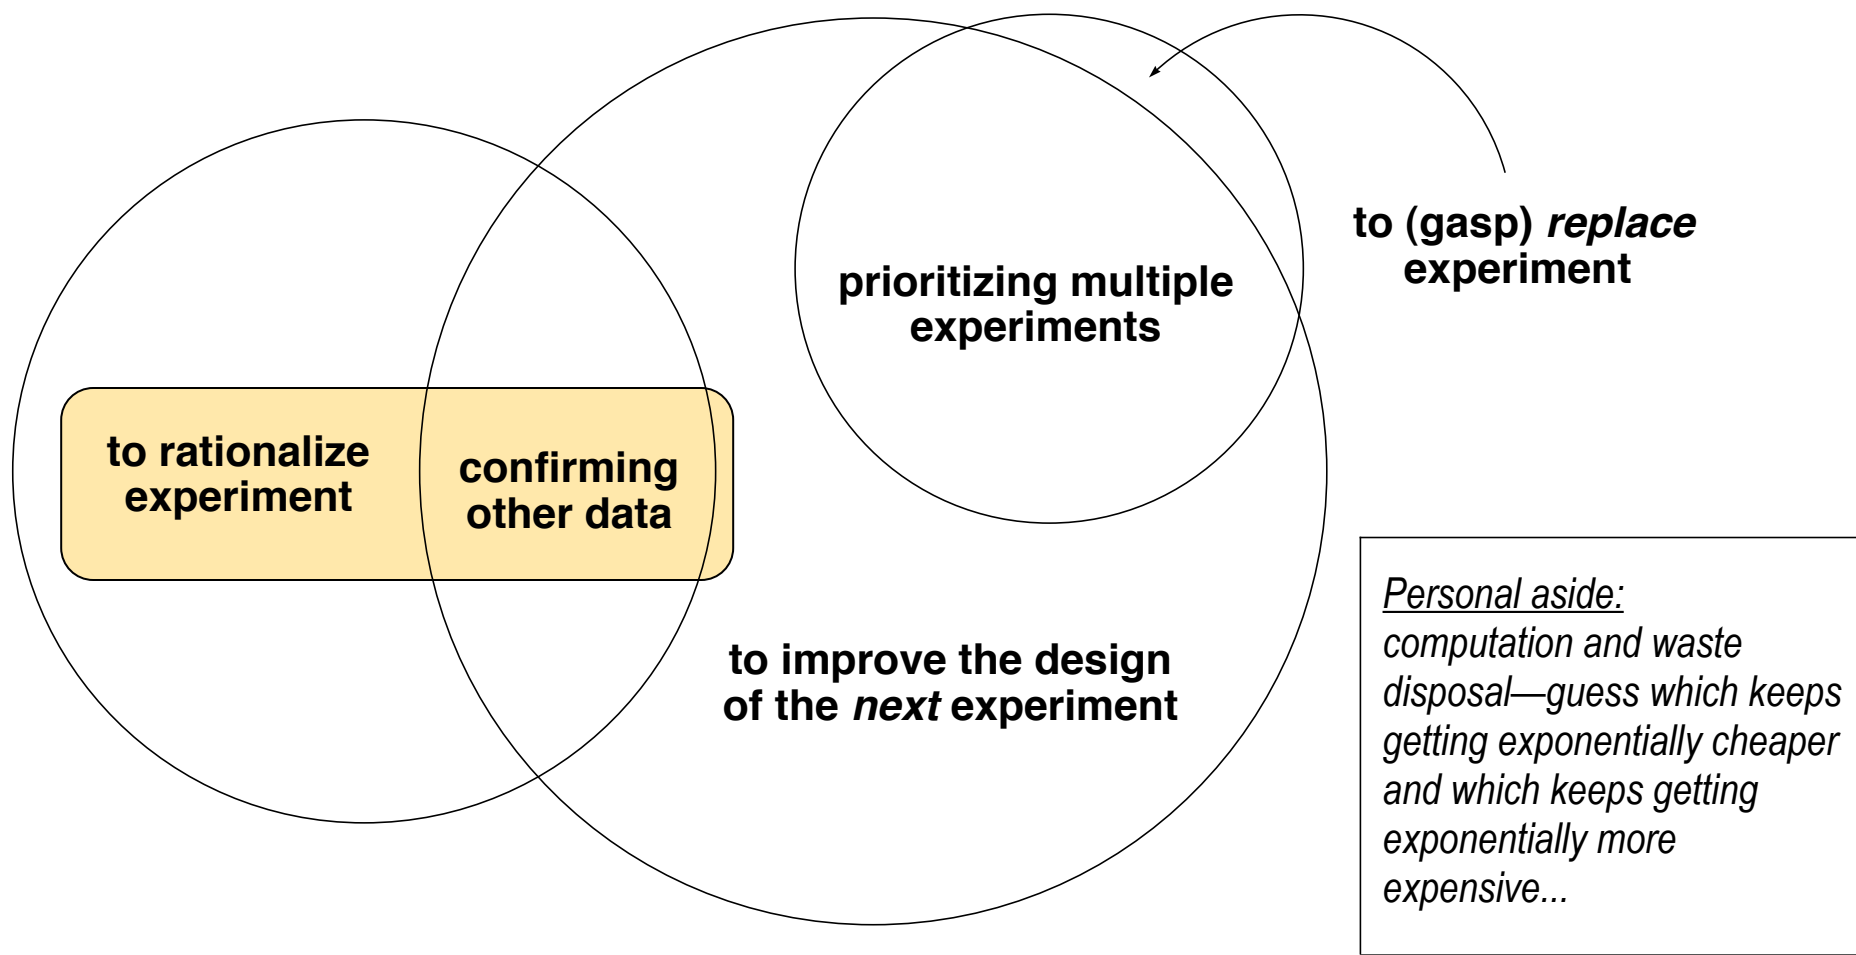 to (gasp) replace
experiment
prioritizing multiple
experiments
to rationalize
experiment
confirming
other data
to improve the design
of the next experiment
Personal aside:
computation and waste
disposal—guess which keeps
getting exponentially cheaper
and which keeps getting
exponentially more
expensive...